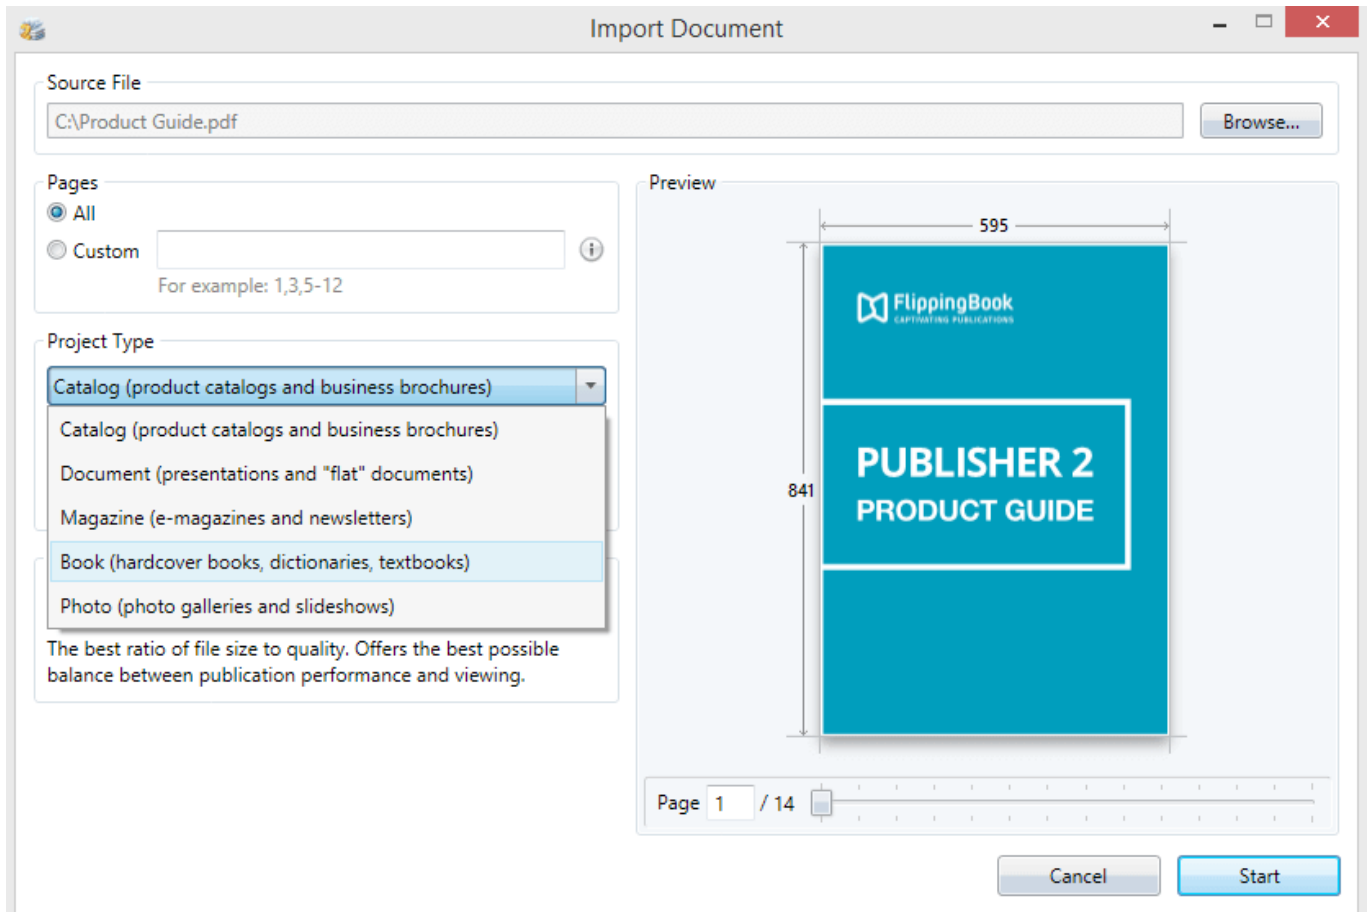 Import Document
Source File
C:\Product Guide.pdf
Browse...
Pages
All
Custom
For example: 1,3,5-12
Project Type
Catalog (product catalogs and business brochures)
Catalog (product catalogs and business brochures)
Document (presentations and "flat" documents)
Magazine (e-magazines and newsletters)
Book (hardcover books, dictionaries, textbooks)
Photo (photo galleries and slideshows)
The best ratio of file size to quality. Offers the best possible
balance between publication performance and viewing.
Preview
595
841
FlippingBook
CAPTIVATING PUBLICATIONS
PUBLISHER 2
PRODUCT GUIDE
Page 1 / 14
Cancel
Start